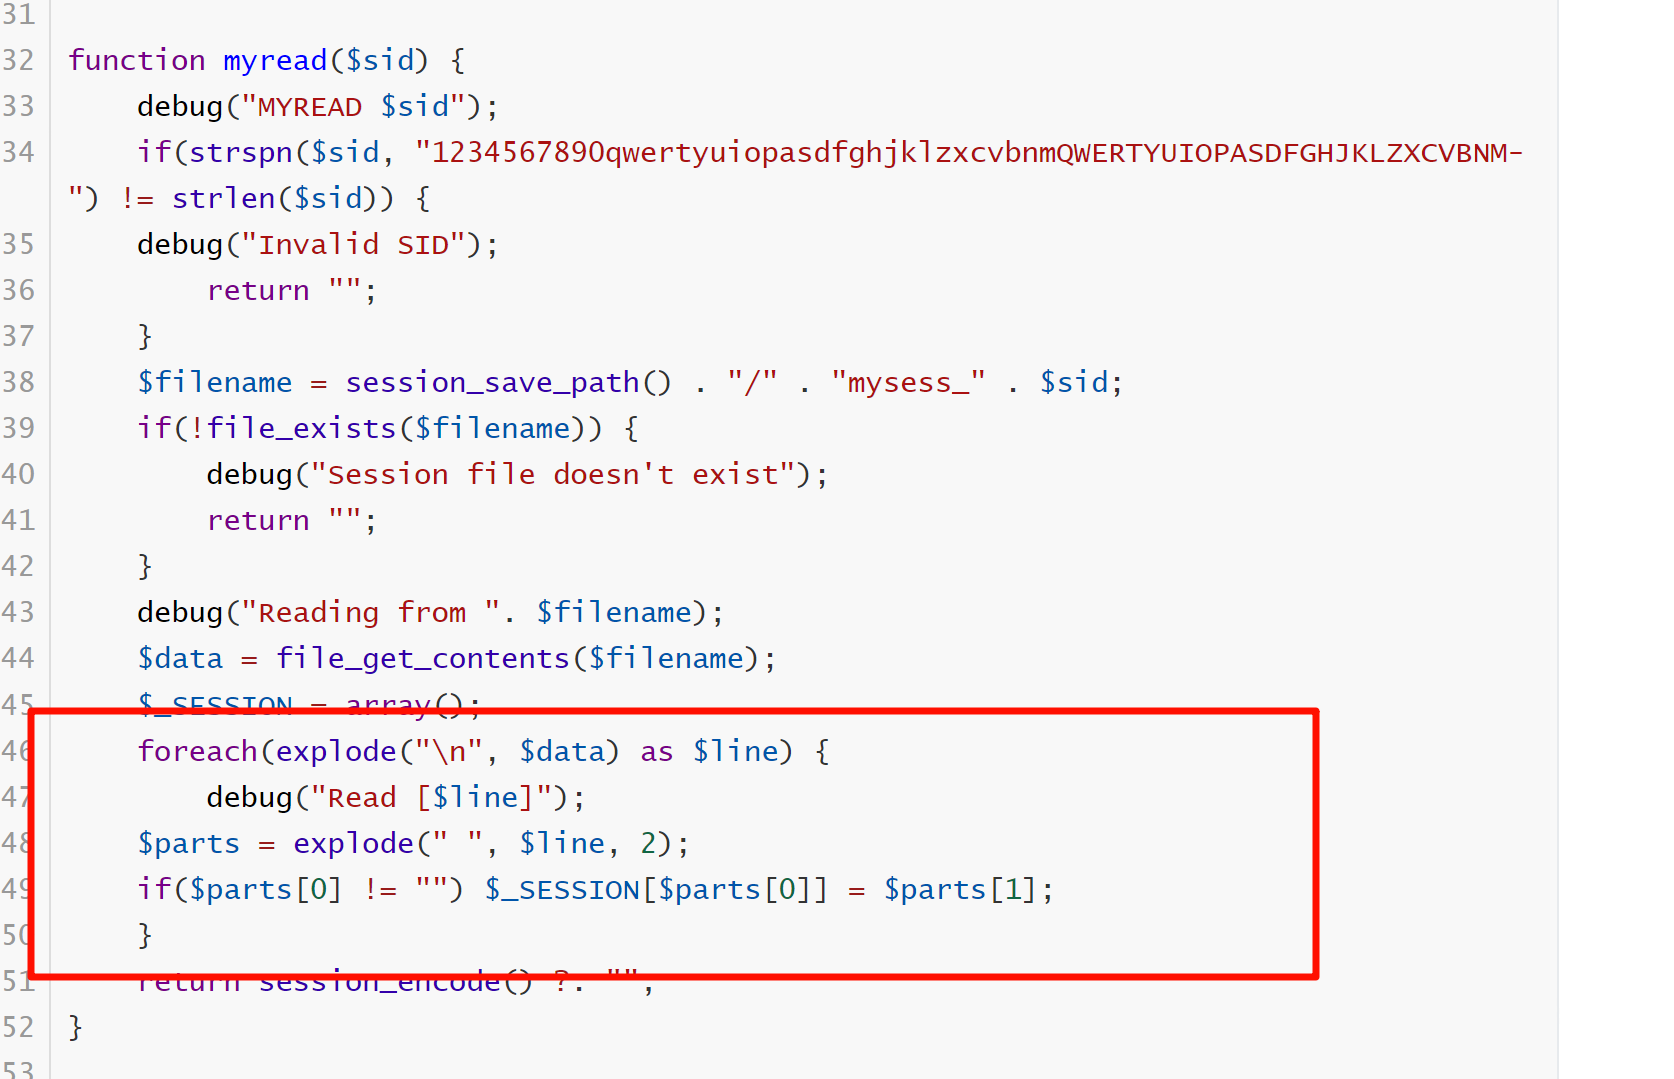 31
32 function myread($sid) {
33 debug("MYREAD $sid");
34 if(strspn($sid, "1234567890qwertyuiopasdfghjklzxcvbnmQWERTYUIOPASDFGHJKLZXCVBNM-
") != strlen($sid)) {
35 debug("Invalid SID");
36 return "";
37 }
38 $filename = session_save_path() . "/" . "mysess_" . $sid;
39 if(!file_exists($filename)) {
40 debug("Session file doesn't exist");
41 return "";
42 }
43 debug("Reading from ". $filename);
44 $data = file_get_contents($filename);
45 $_SESSION = array();
46 foreach(explode("\n", $data) as $line) {
47 debug("Read [$line]");
48 $parts = explode(" ", $line, 2);
49 if($parts[0] != "") $_SESSION[$parts[0]] = $parts[1];
50 }
51 return session_encode() ?: "";
52 }
53